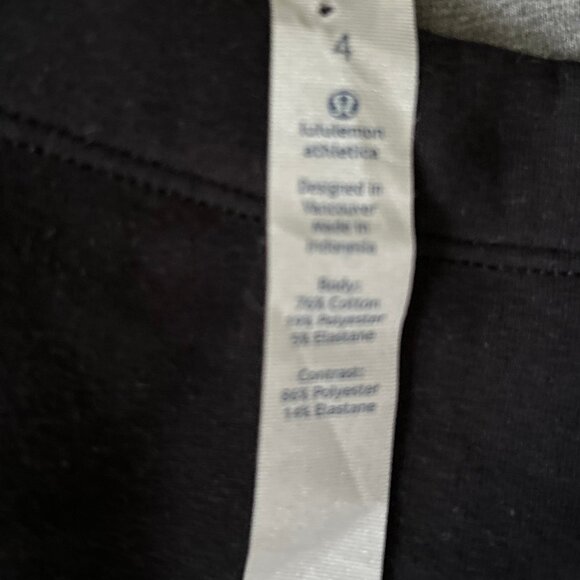 4
lululemon
athletica
Designed in
Vancouver
made in
Indonesia
Body:
Cotton
Polyester
Elastane
Contrast:
86% Polyester
14% Elastane